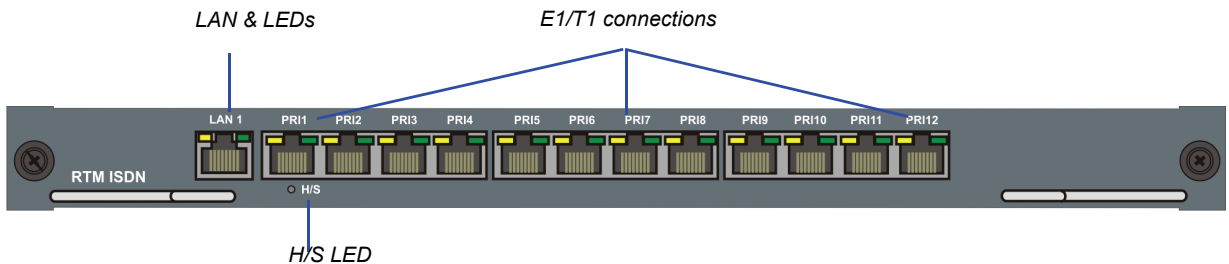 LAN & LEDs
E1/T1 connections
LAN 1 PRI1 PRI2 PRI3 PRI4 PRI5 PRI6 PRI7 PRI8 PRI9 PRI10 PRI11 PRI12
RTM ISDN
H/S
H/S LED